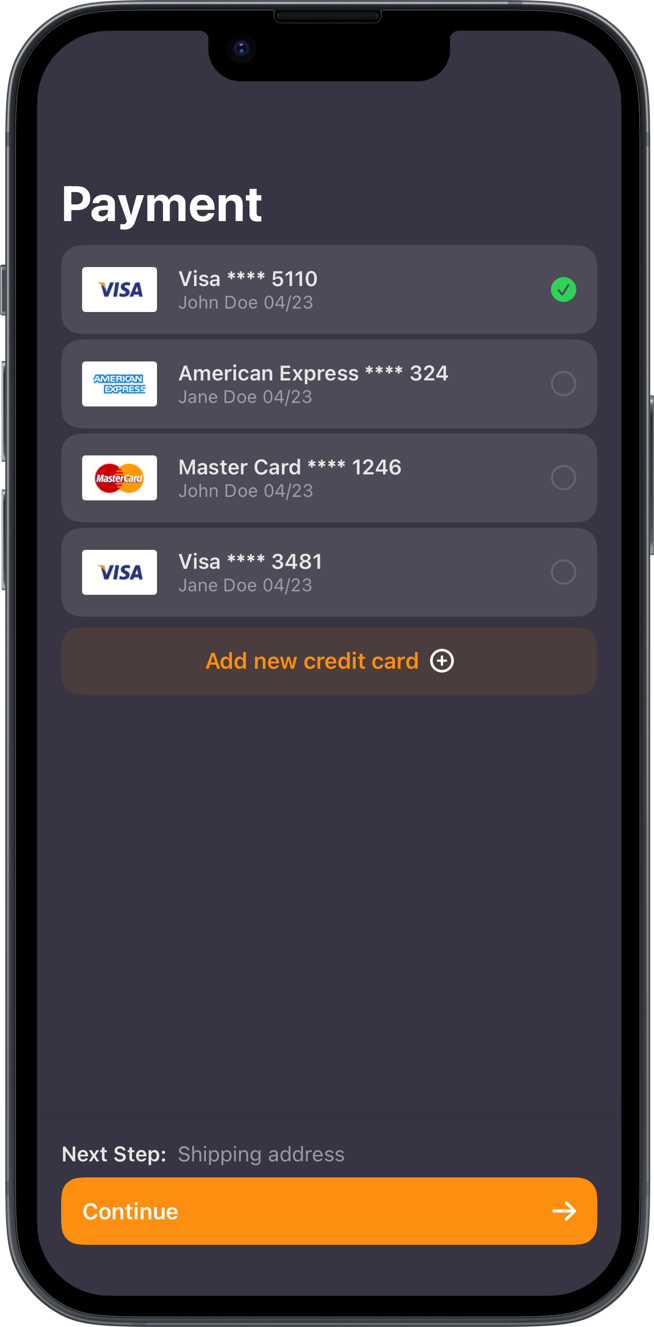 Payment
VISA
Visa **** 5110
John Doe 04/23
AMERICAN
EXPRESS
American Express **** 324
Jane Doe 04/23
MasterCard
Master Card **** 1246
John Doe 04/23
VISA
Visa **** 3481
Jane Doe 04/23
Add new credit card
Next Step: Shipping address
Continue